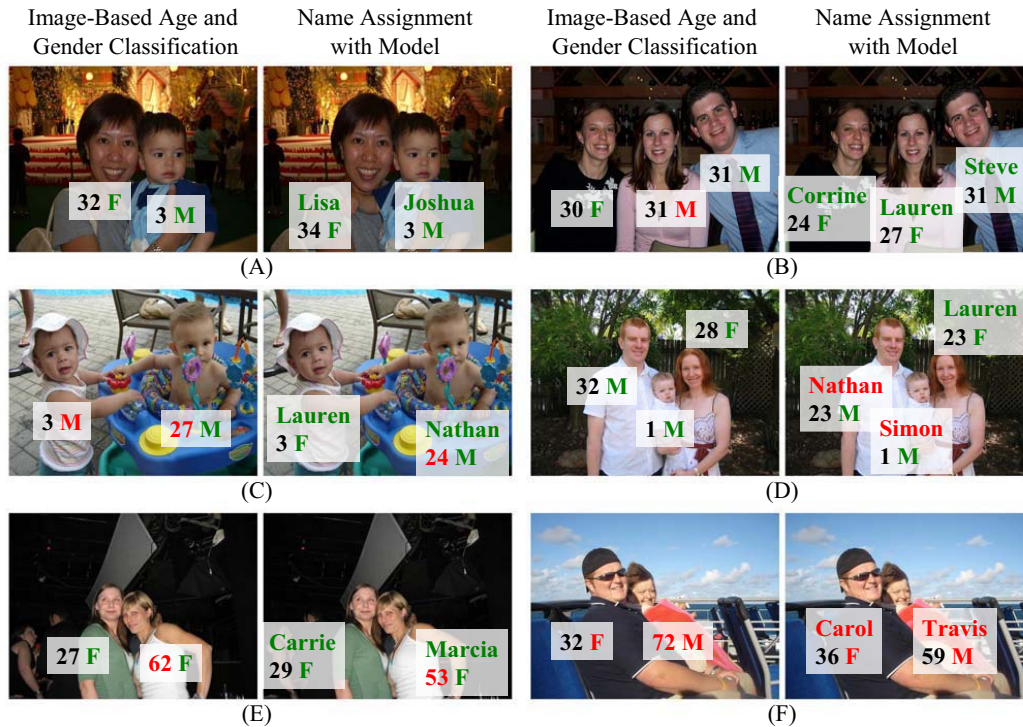 Image-Based Age and
Gender Classification
Name Assignment
with Model
Image-Based Age and
Gender Classification
Name Assignment
with Model
32 F
3 M
Lisa
34 F
Joshua
3 M
(A)
30 F
31 M
31 M
Corrine
24 F
Lauren
27 F
Steve
31 M
(B)
3 M
27 M
Lauren
3 F
Nathan
24 M
(C)
32 M
1 M
28 F
Nathan
23 M
Simon
1 M
Lauren
23 F
(D)
27 F
62 F
Carrie
29 F
Marcia
53 F
(E)
32 F
72 M
Carol
36 F
Travis
59 M
(F)